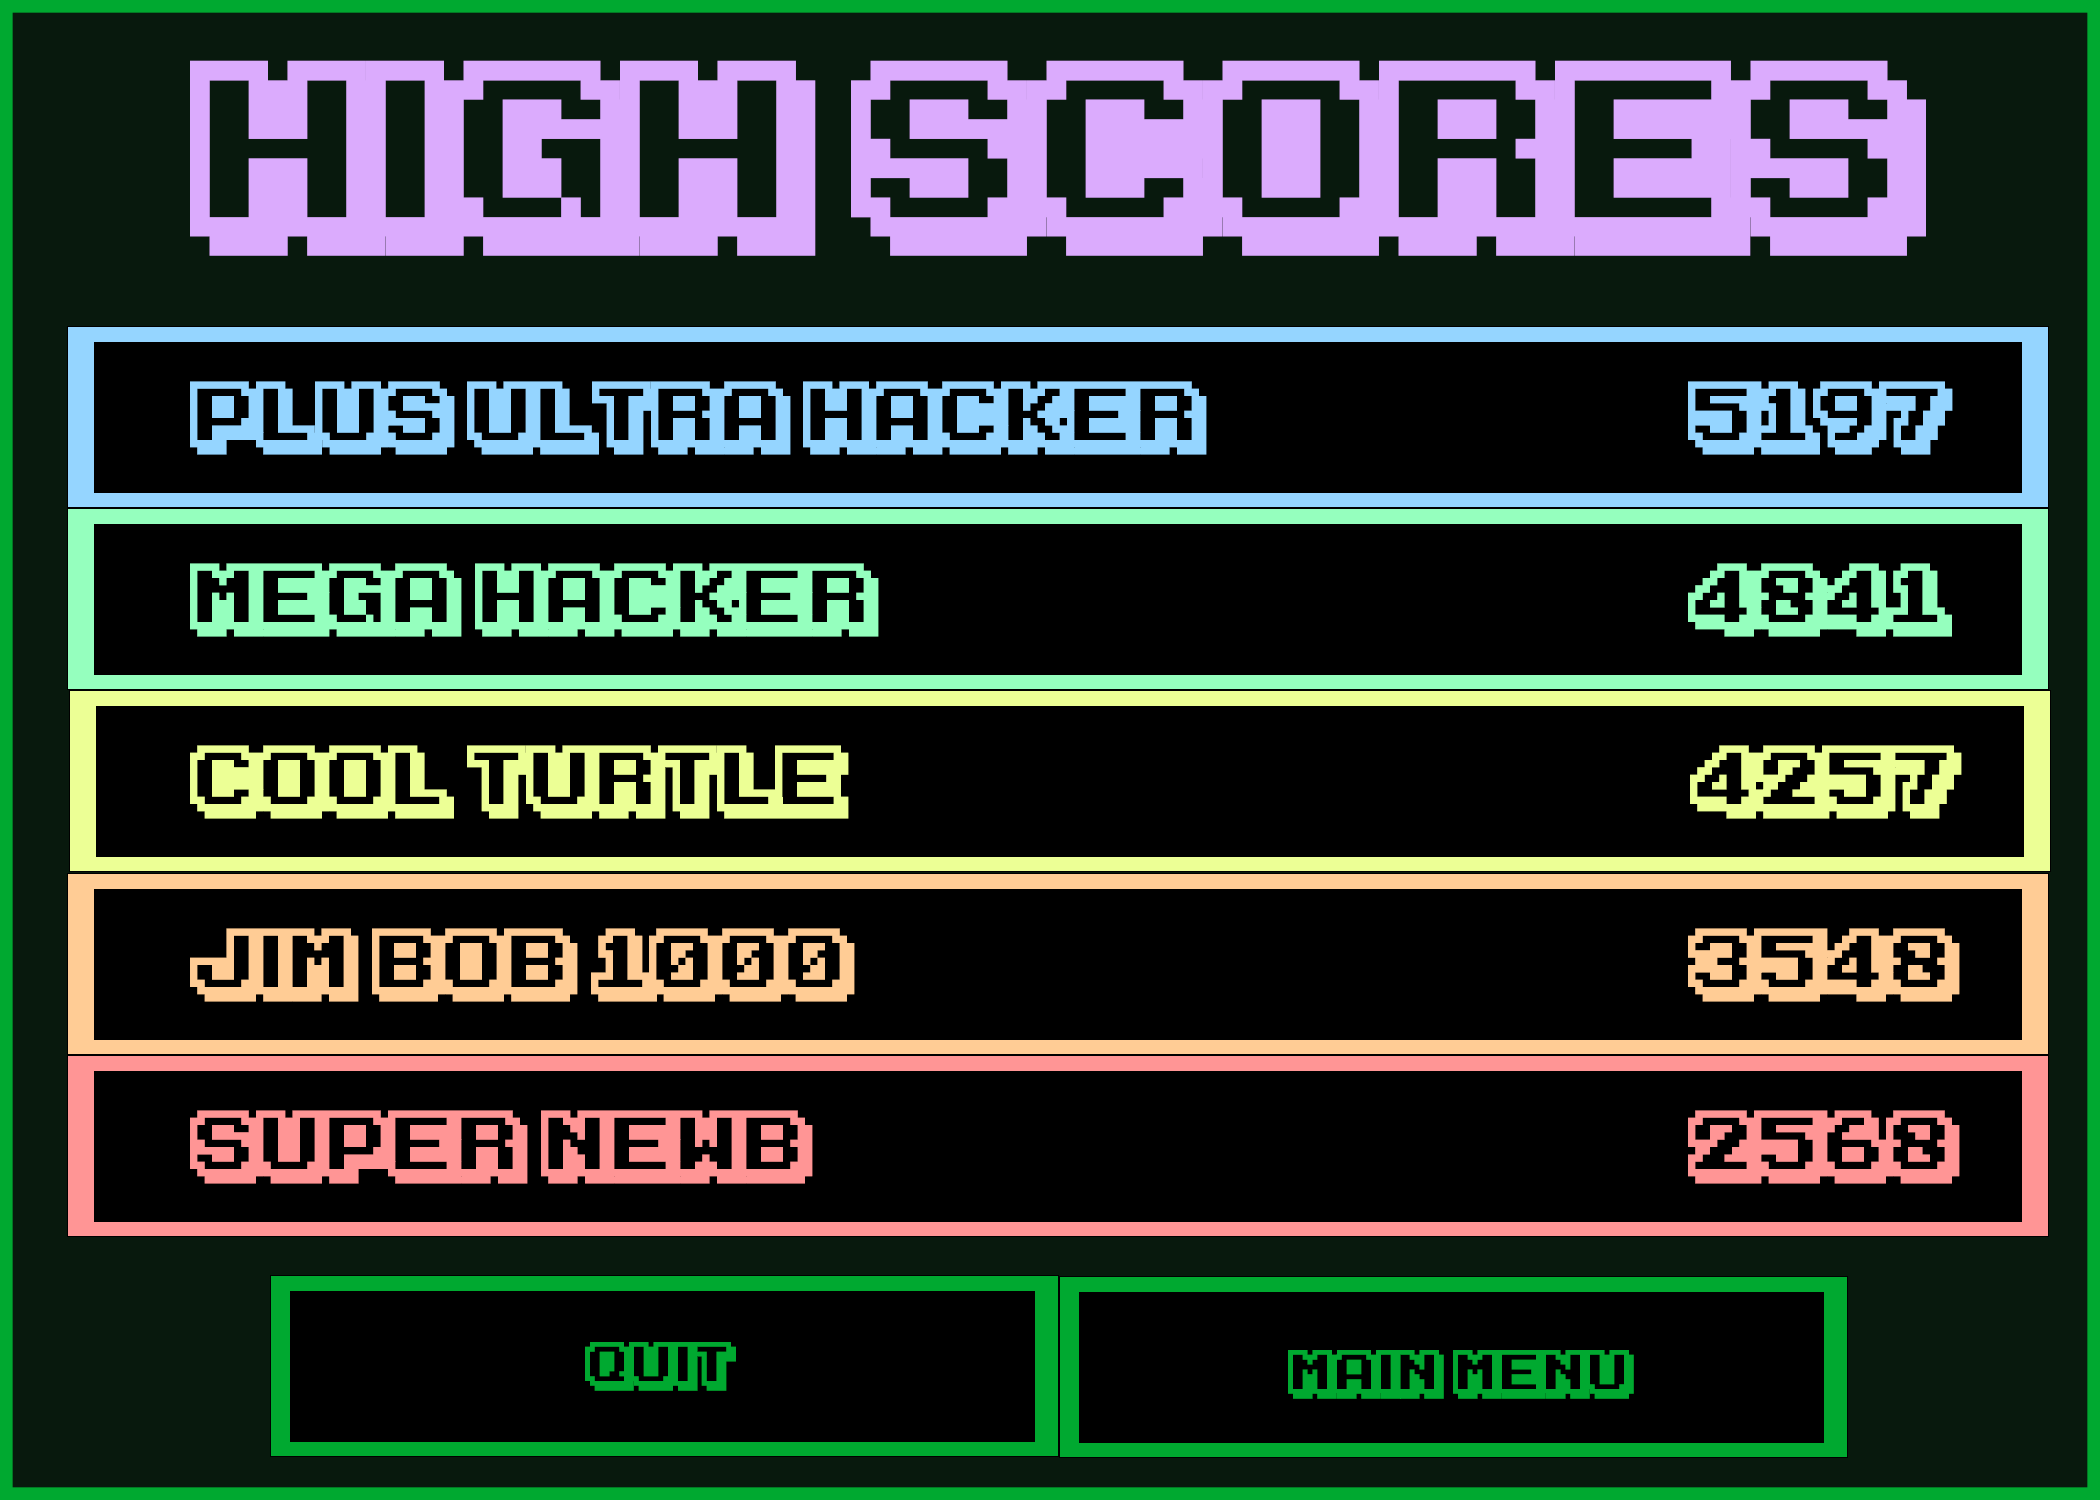 HIGH SCORES
PLUS ULTRA HACKER 5197
MEGA HACKER 4841
COOL TURTLE 4257
JIM BOB 1000 3548
SUPER NEWB 2568
QUIT MAIN MENU